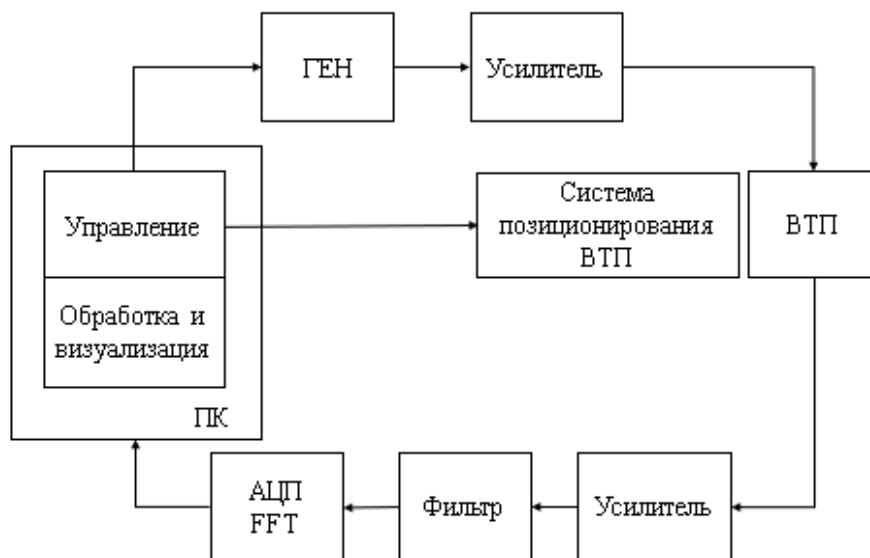 ГЕН
Усилитель
Управление
Система
позиционирования
ВТП
ВТП
Обработка и
визуализация
ПК
АЦП
FFT
Фильтр
Усилитель